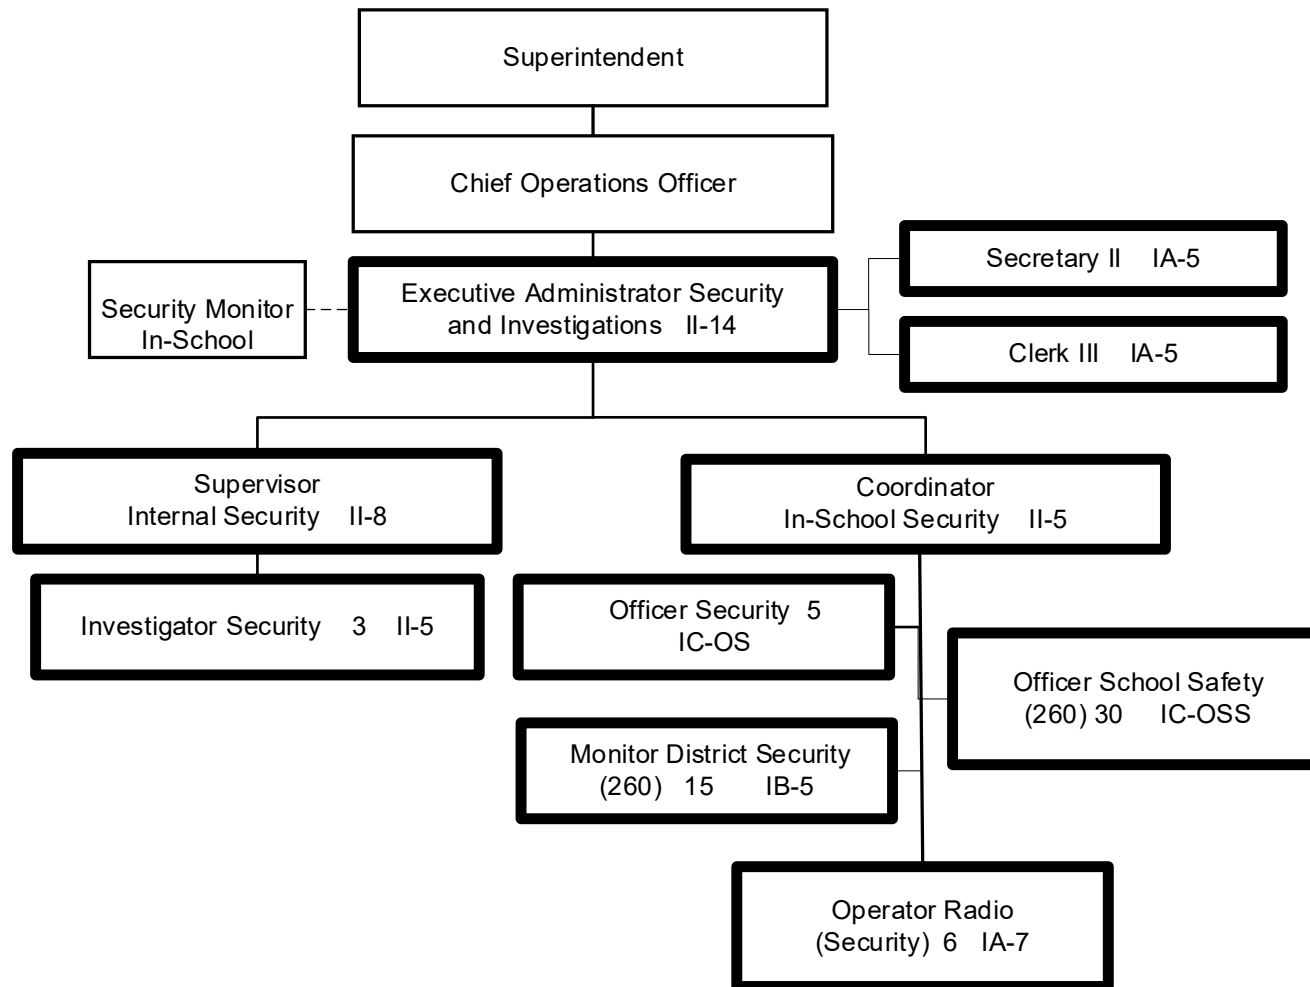 Superintendent
Chief Operations Officer
Secretary II IA-5
Executive Administrator Security
and Investigations II-14
Security Monitor
In-School
Clerk III IA-5
Supervisor
Internal Security II-8
Coordinator
In-School Security II-5
Investigator Security 3 II-5
Officer Security 5
IC-OS
Officer School Safety
(260) 30 IC-OSS
Monitor District Security
(260) 15 IB-5
Operator Radio
(Security) 6 IA-7